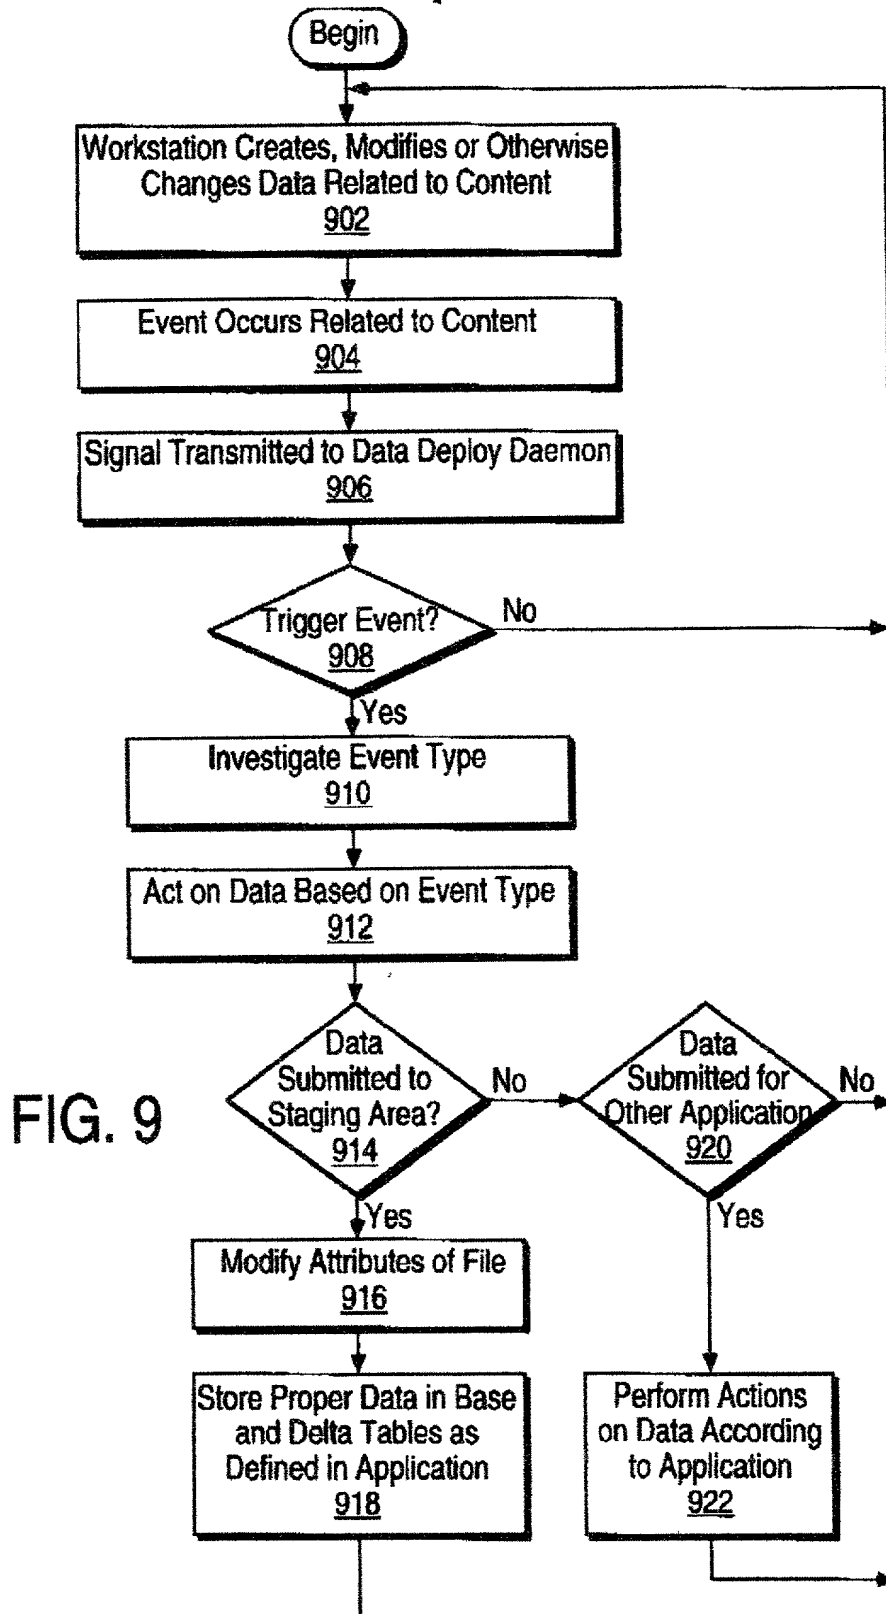 Begin
Workstation Creates, Modifies or Otherwise
Changes Data Related to Content
902
Event Occurs Related to Content
904
Signal Transmitted to Data Deploy Daemon
906
Trigger Event?
908
No
Yes
Investigate Event Type
910
Act on Data Based on Event Type
912
Data
Submitted to
Staging Area?
914
No
Yes
Data
Submitted for
Other Application
920
No
Yes
FIG. 9
Modify Attributes of File
916
Store Proper Data in Base
and Delta Tables as
Defined in Application
918
Perform Actions
on Data According
to Application
922